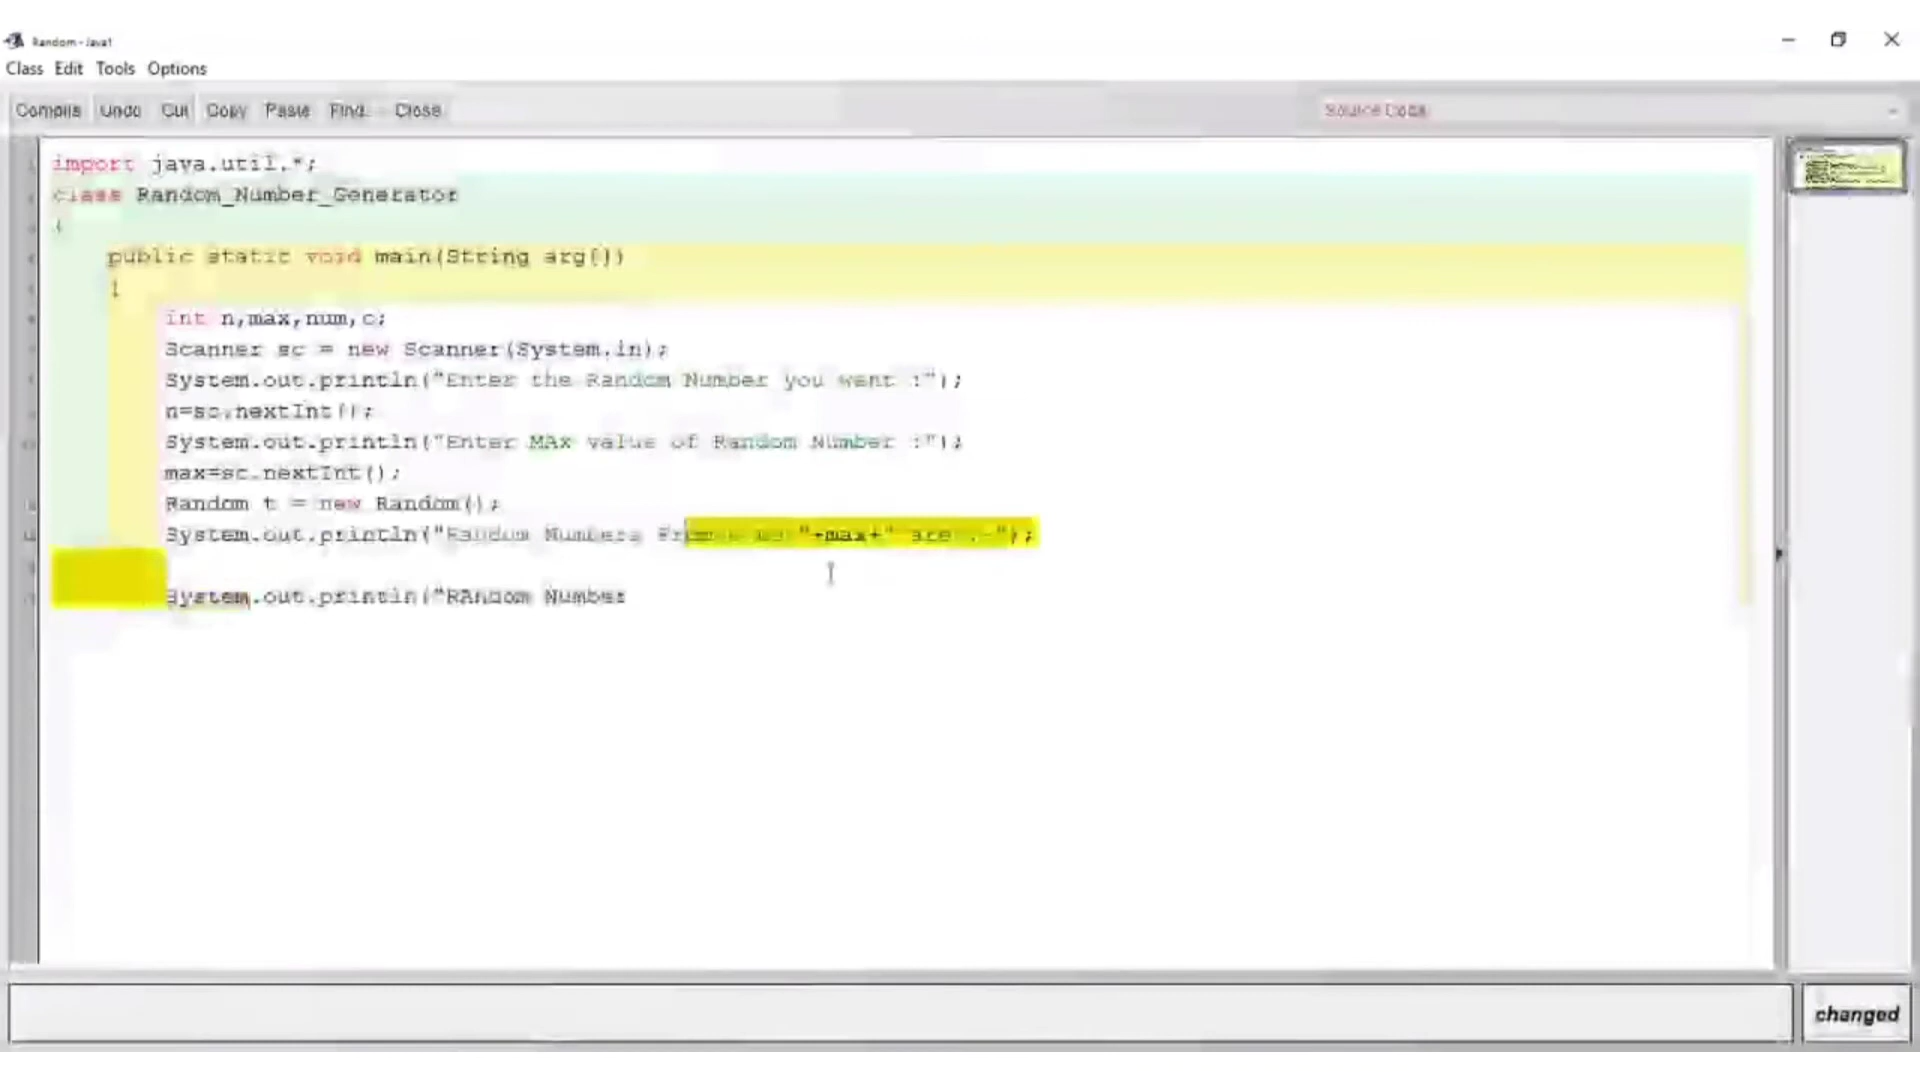 Random - Java1
Class Edit Tools Options
Compile Undo Cut Copy Paste Find... Close Source Code
import java.util.*;
class Random_Number_Generator
{
public static void main(String arg[])
{
int n,max,num,c;
Scanner sc = new Scanner(System.in);
System.out.println("Enter the Random Number you want :");
n=sc.nextInt();
System.out.println("Enter MAx value of Random Number :");
max=sc.nextInt();
Random t = new Random();
System.out.println("Random Numbers "+max+" are :-");
System.out.println("RAndom Number
changed